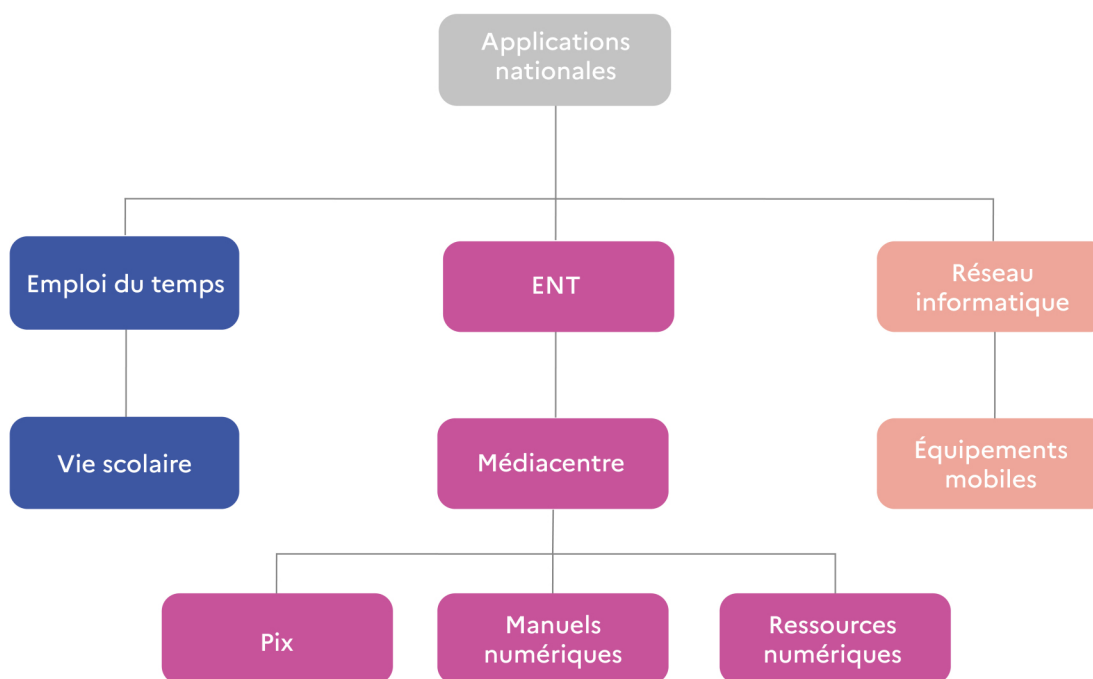 Applications
nationales
Emploi du temps
ENT
Réseau
informatique
Vie scolaire
Médiacentre
Équipements
mobiles
Pix
Manuels
numériques
Ressources
numériques